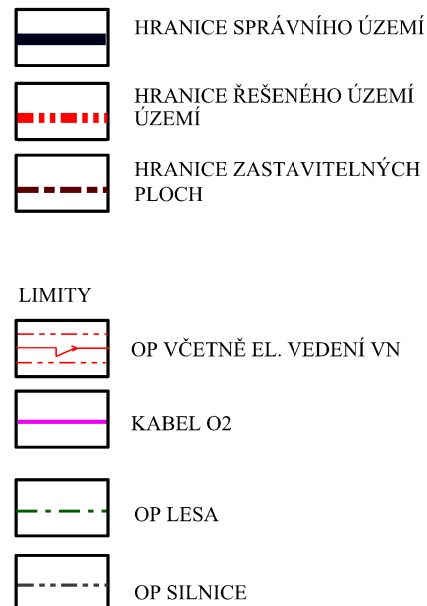 HRANICE SPRÁVNÍHO ÚZEMÍ
HRANICE ŘEŠENÉHO ÚZEMÍ
ÚZEMÍ
HRANICE ZASTAVITELNÝCH
PLOCH
LIMITY
OP VČETNĚ EL. VEDENÍ VN
KABEL O2
OP LESA
OP SILNICE